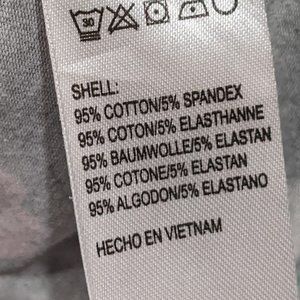 30
SHELL:
95% COTTON/5% SPANDEX
95% COTON/5% ELASTHANNE
95% BAUMWOLLE/5% ELASTAN
95% COTONE/5% ELASTAN
95% ALGODON/5% ELASTANO
HECHO EN VIETNAM